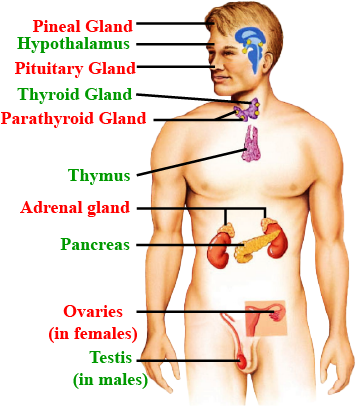 Pineal Gland
Hypothalamus
Pituitary Gland
Thyroid Gland
Parathyroid Gland
Thymus
Adrenal gland
Pancreas
Ovaries
(in females)
Testis
(in males)